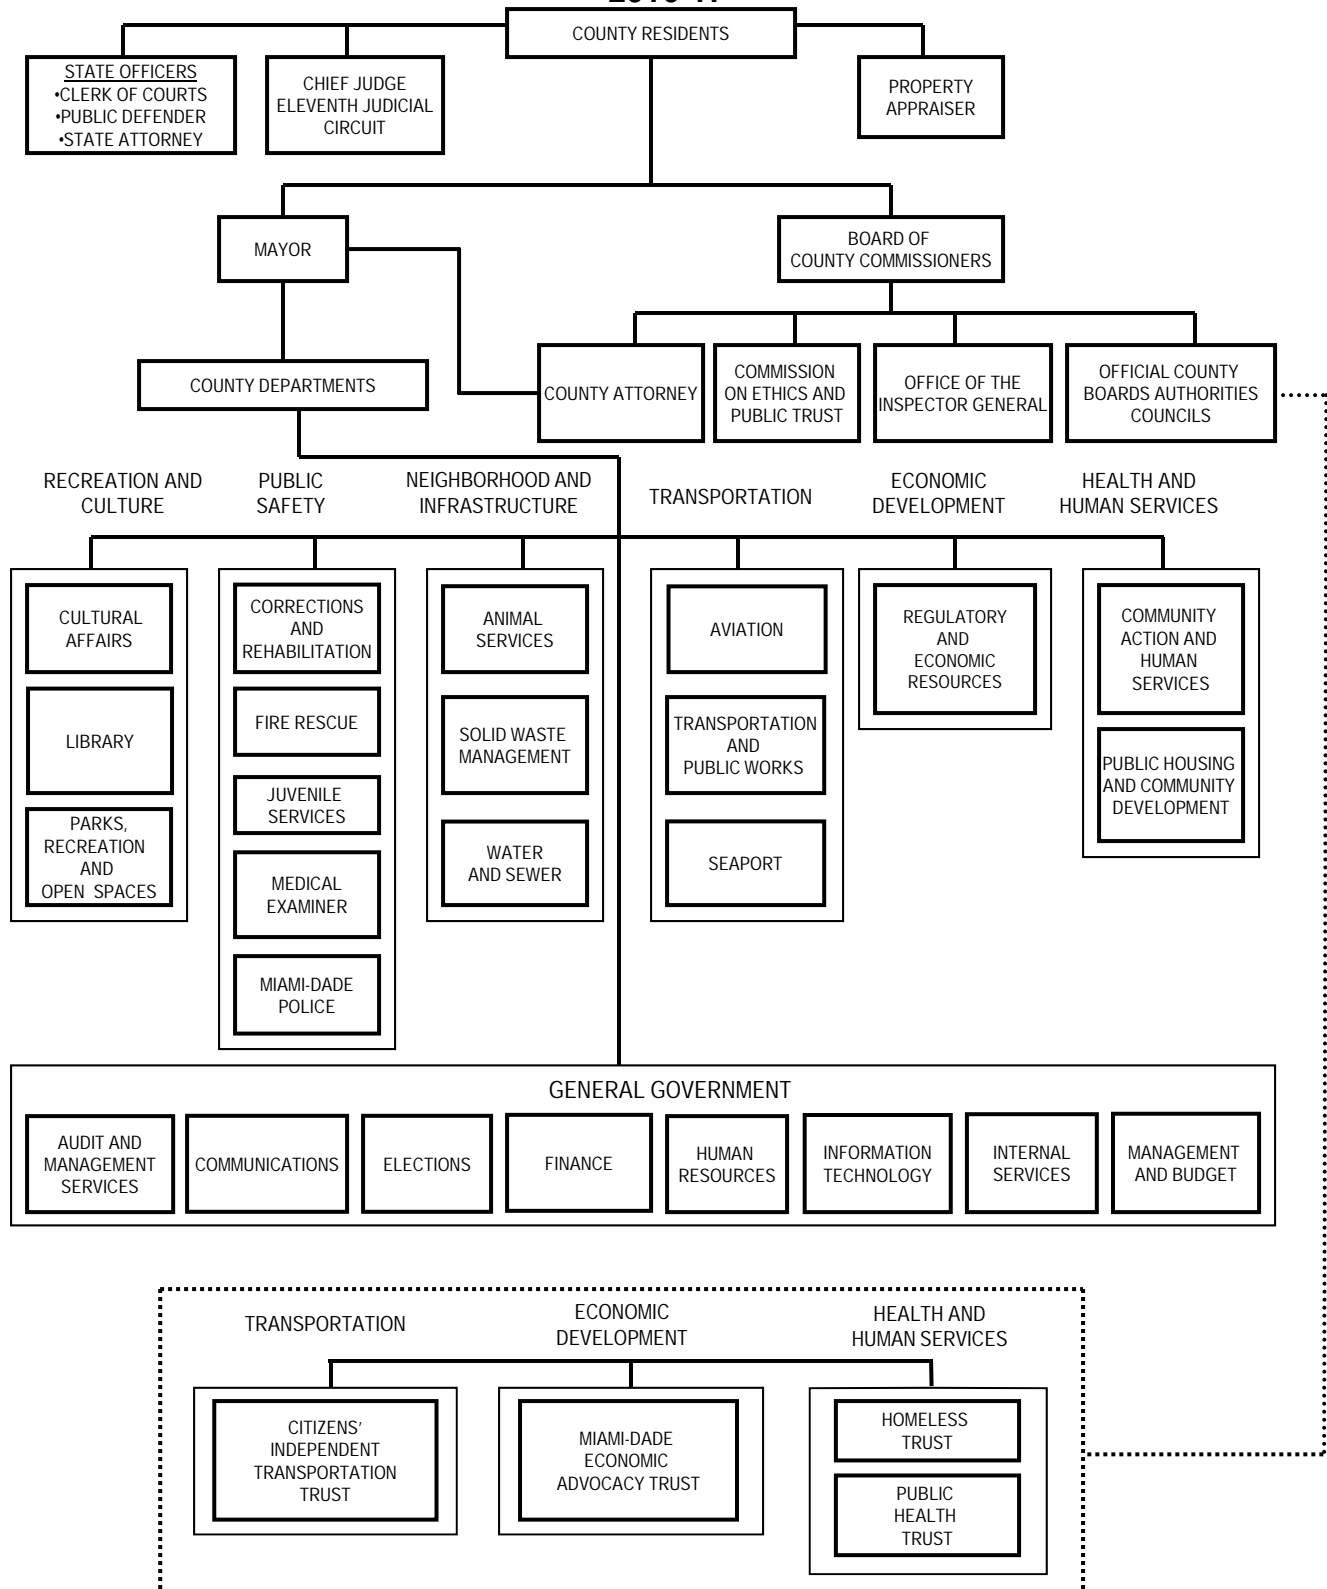 COUNTY RESIDENTS
STATE OFFICERS
•CLERK OF COURTS
•PUBLIC DEFENDER
•STATE ATTORNEY
CHIEF JUDGE
ELEVENTH JUDICIAL
CIRCUIT
PROPERTY
APPRAISER
MAYOR
BOARD OF
COUNTY COMMISSIONERS
COUNTY DEPARTMENTS
COUNTY ATTORNEY
COMMISSION
ON ETHICS AND
PUBLIC TRUST
OFFICE OF THE
INSPECTOR GENERAL
OFFICIAL COUNTY
BOARDS AUTHORITIES
COUNCILS
RECREATION AND
CULTURE
PUBLIC
SAFETY
NEIGHBORHOOD AND
INFRASTRUCTURE
TRANSPORTATION
ECONOMIC
DEVELOPMENT
HEALTH AND
HUMAN SERVICES
CULTURAL
AFFAIRS
LIBRARY
PARKS,
RECREATION
AND
OPEN SPACES
CORRECTIONS
AND
REHABILITATION
FIRE RESCUE
JUVENILE
SERVICES
MEDICAL
EXAMINER
MIAMI-DADE
POLICE
ANIMAL
SERVICES
SOLID WASTE
MANAGEMENT
WATER
AND SEWER
AVIATION
TRANSPORTATION
AND
PUBLIC WORKS
SEAPORT
REGULATORY
AND
ECONOMIC
RESOURCES
COMMUNITY
ACTION AND
HUMAN
SERVICES
PUBLIC HOUSING
AND COMMUNITY
DEVELOPMENT
GENERAL GOVERNMENT
AUDIT AND
MANAGEMENT
SERVICES
COMMUNICATIONS
ELECTIONS
FINANCE
HUMAN
RESOURCES
INFORMATION
TECHNOLOGY
INTERNAL
SERVICES
MANAGEMENT
AND BUDGET
TRANSPORTATION
ECONOMIC
DEVELOPMENT
HEALTH AND
HUMAN SERVICES
CITIZENS'
INDEPENDENT
TRANSPORTATION
TRUST
MIAMI-DADE
ECONOMIC
ADVOCACY TRUST
HOMELESS
TRUST
PUBLIC
HEALTH
TRUST